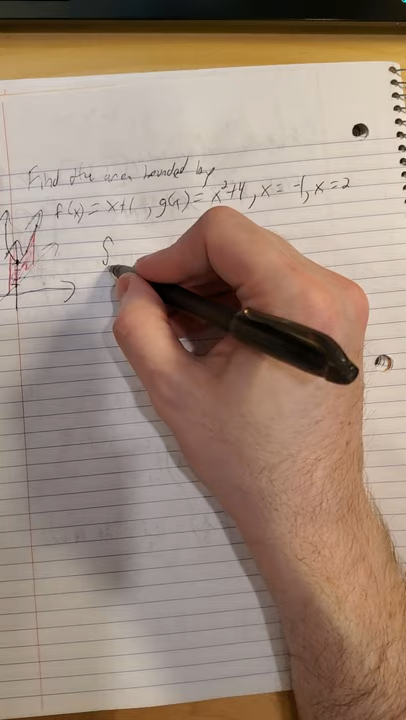 Find the area bounded by
f(x) = x+1, g(x) = x²+4, x = -1, x = 2
∫